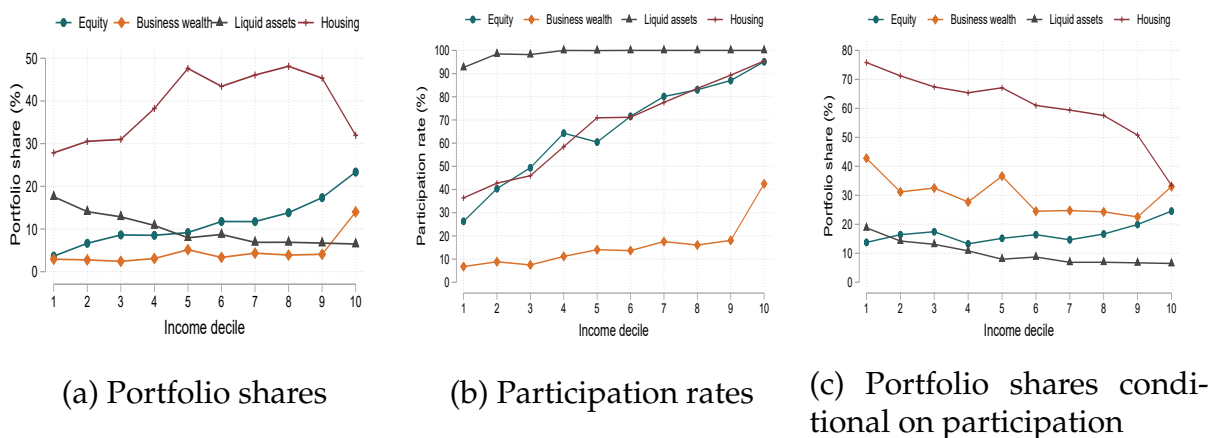 Equity Business wealth Liquid assets Housing
50
40
30
20
10
0
Portfolio share (%)
1 2 3 4 5 6 7 8 9 10
Income decile
(a) Portfolio shares
Equity Business wealth Liquid assets Housing
100
90
80
70
60
50
40
30
20
10
0
Participation rate (%)
1 2 3 4 5 6 7 8 9 10
Income decile
(b) Participation rates
Equity Business wealth Liquid assets Housing
80
70
60
50
40
30
20
10
0
Portfolio share (%)
1 2 3 4 5 6 7 8 9 10
Income decile
(c) Portfolio shares condi-
tional on participation